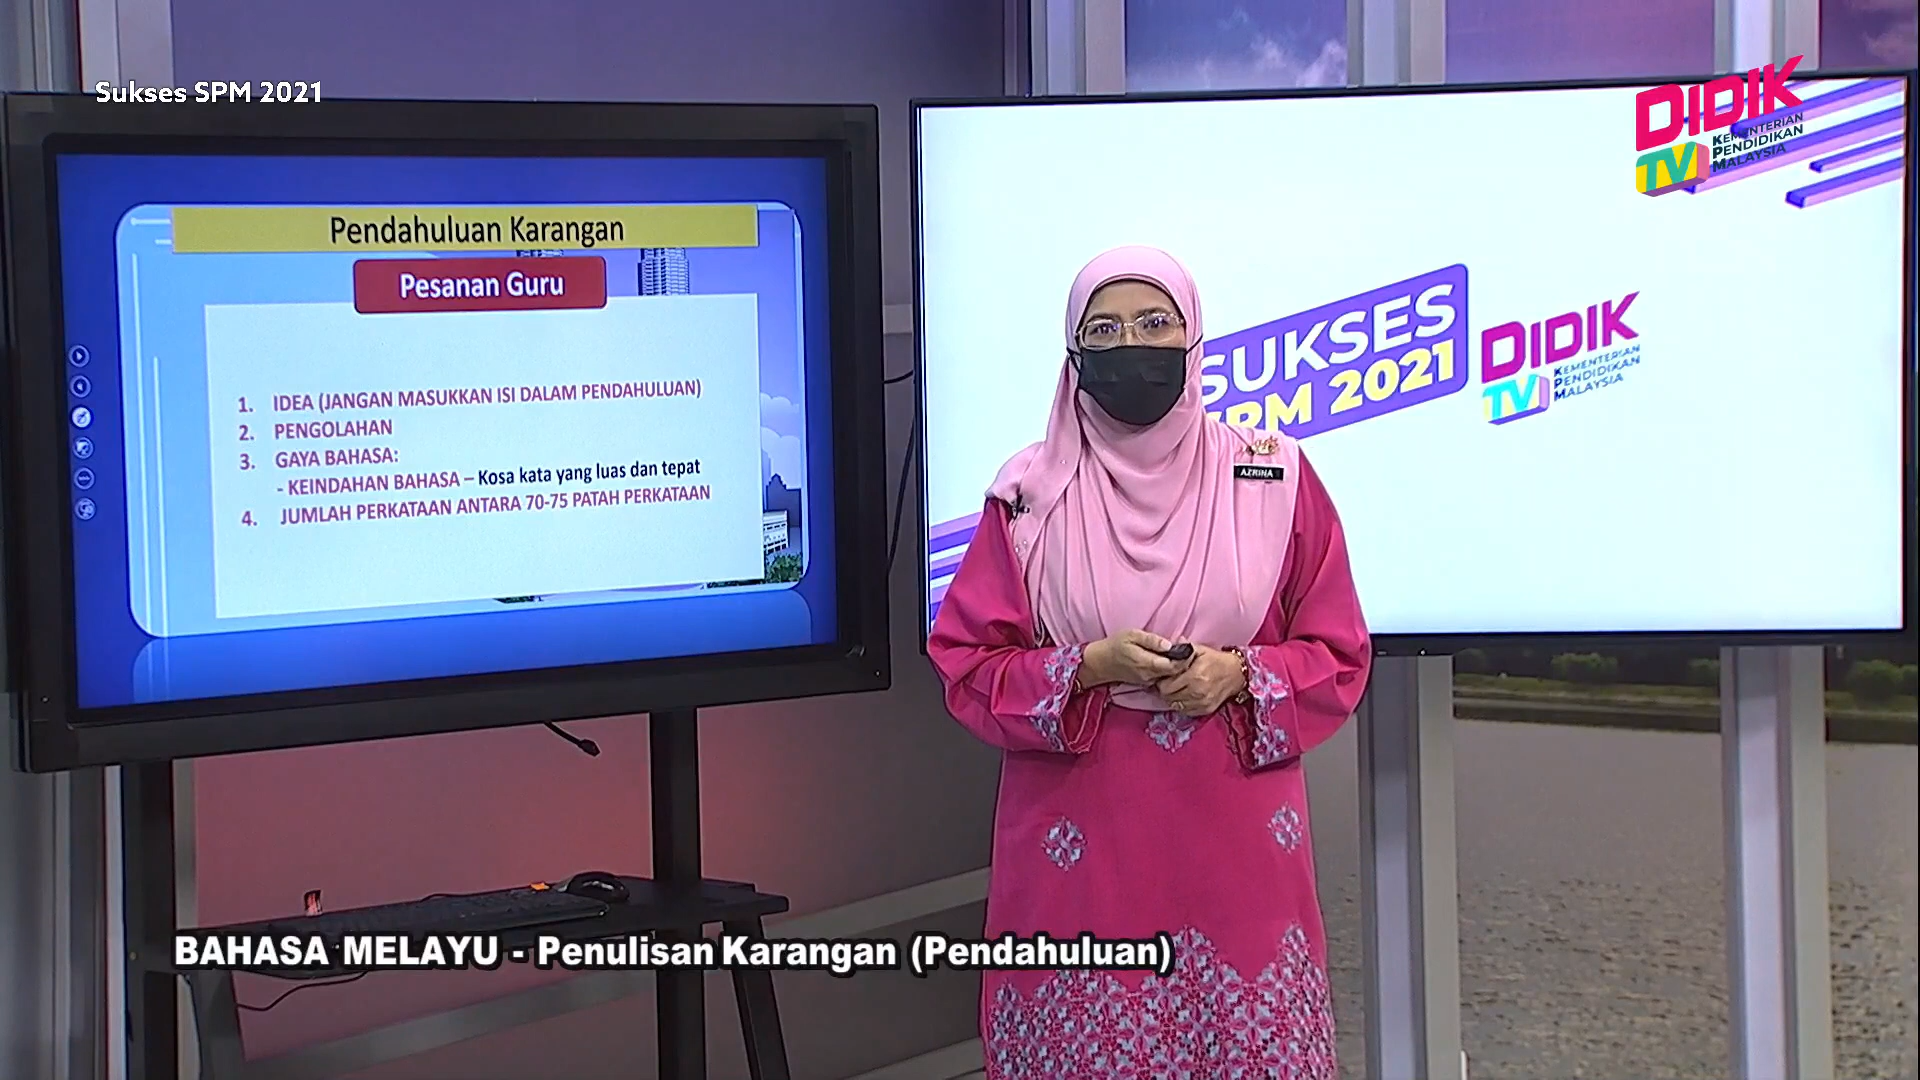 Sukses SPM 2021
DIDIK
TV
KEMENTERIAN
PENDIDIKAN
MALAYSIA
Pendahuluan Karangan
Pesanan Guru
1. IDEA (JANGAN MASUKKAN ISI DALAM PENDAHULUAN)
2. PENGOLAHAN
3. GAYA BAHASA:
- KEINDAHAN BAHASA – Kosa kata yang luas dan tepat
4. JUMLAH PERKATAAN ANTARA 70-75 PATAH PERKATAAN
SUKSES
SPM 2021
DIDIK
TV
KEMENTERIAN
PENDIDIKAN
MALAYSIA
AZRINA
BAHASA MELAYU - Penulisan Karangan (Pendahuluan)